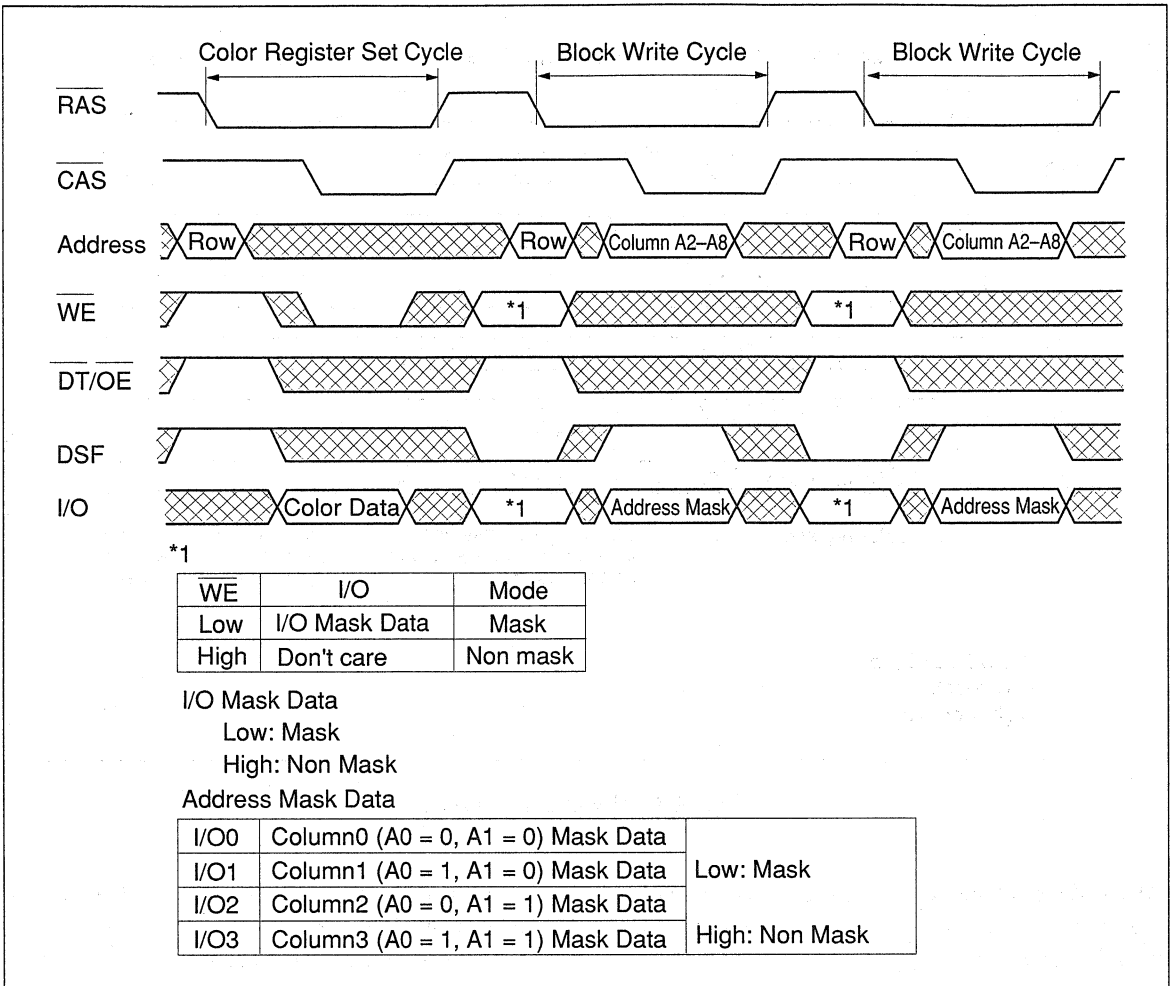 Color Register Set Cycle Block Write Cycle Block Write Cycle
RAS
CAS
Address Row Row Column A2–A8 Row Column A2–A8
WE *1 *1
DT/OE
DSF
I/O Color Data *1 Address Mask *1 Address Mask
*1
WE I/O Mode
Low I/O Mask Data Mask
High Don't care Non mask
I/O Mask Data
Low: Mask
High: Non Mask
Address Mask Data
I/O0 Column0 (A0 = 0, A1 = 0) Mask Data
I/O1 Column1 (A0 = 1, A1 = 0) Mask Data Low: Mask
I/O2 Column2 (A0 = 0, A1 = 1) Mask Data
I/O3 Column3 (A0 = 1, A1 = 1) Mask Data High: Non Mask